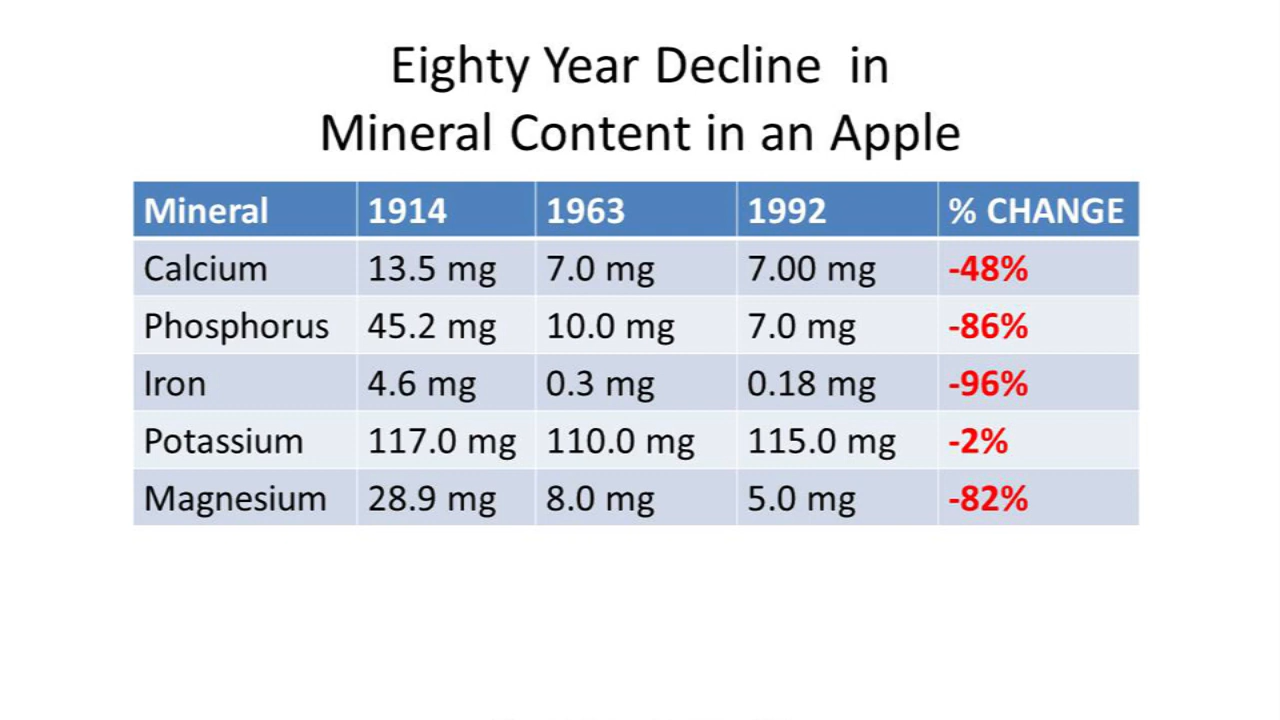 Eighty Year Decline in
Mineral Content in an Apple
Mineral 1914 1963 1992 % CHANGE
Calcium 13.5 mg 7.0 mg 7.00 mg -48%
Phosphorus 45.2 mg 10.0 mg 7.0 mg -86%
Iron 4.6 mg 0.3 mg 0.18 mg -96%
Potassium 117.0 mg 110.0 mg 115.0 mg -2%
Magnesium 28.9 mg 8.0 mg 5.0 mg -82%